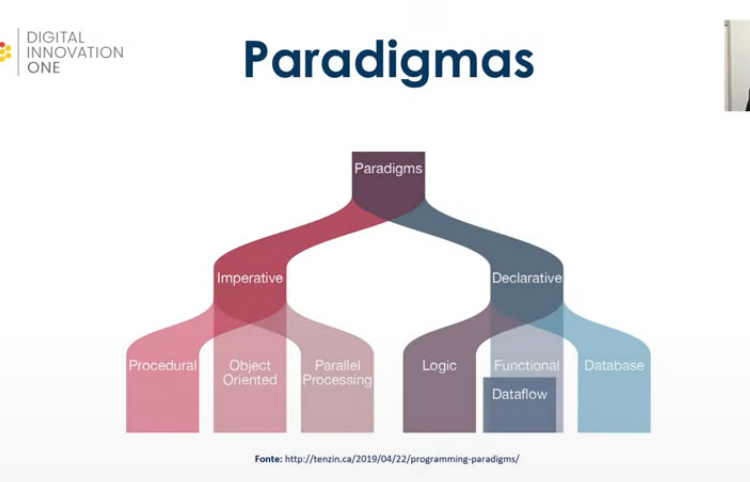 DIGITAL
INNOVATION
ONE
Paradigmas
Paradigms
Imperative
Declarative
Procedural
Object
Oriented
Parallel
Processing
Logic
Functional
Dataflow
Database
Fonte: http://tenzin.ca/2019/04/22/programming-paradigms/